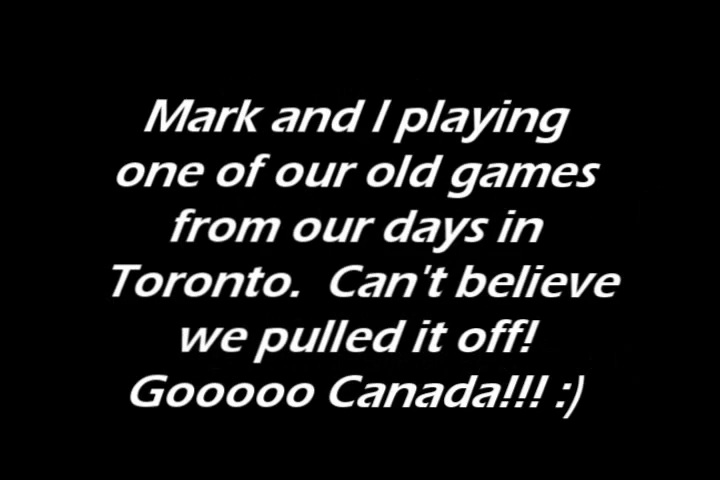 Mark and I playing
one of our old games
from our days in
Toronto.  Can't believe
we pulled it off!
Gooooo Canada!!! :)